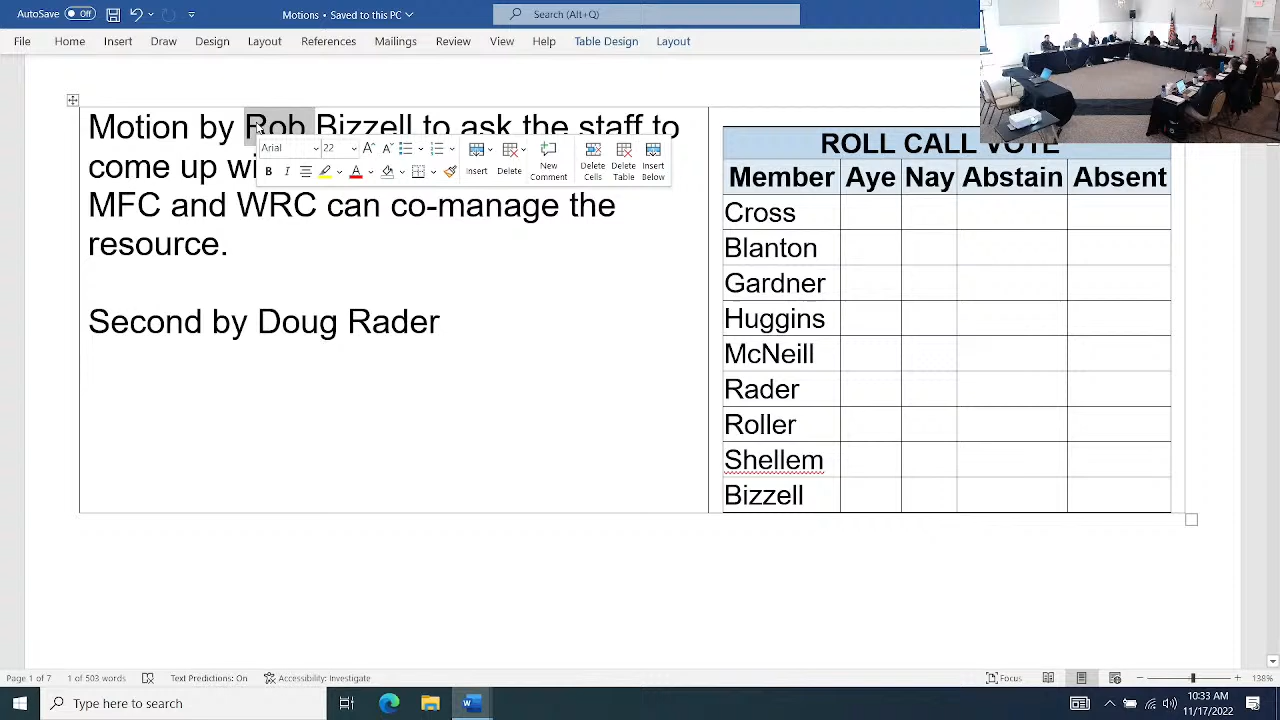 AutoSave Off
Motions • Saved to this PC
Search (Alt+Q)
File Home Insert Draw Design Layout References Mailings Review View Help Table Design Layout
Motion by Rob Bizzell to ask the staff to
come up wi
MFC and WRC can co-manage the
resource.
Second by Doug Rader
Arial 22
B I Insert Delete New Comment Delete Cells Delete Table Insert Below
ROLL CALL VOTE
Member Aye Nay Abstain Absent
Cross
Blanton
Gardner
Huggins
McNeill
Rader
Roller
Shellem
Bizzell
Page 1 of 7 1 of 503 words Text Predictions: On Accessibility: Investigate Focus 138%
Type here to search
10:33 AM
11/17/2022